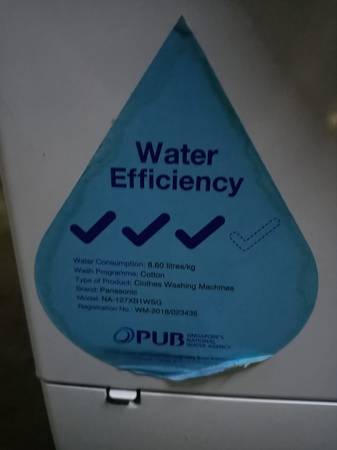 Water
Efficiency
Water Consumption: 8.60 litres/kg
Wash Programme: Cotton
Type of Product: Clothes Washing Machines
Brand: Panasonic
Model: NA-127XB1WSG
Registration No.: WM-2018/023436
PUB
SINGAPORE'S
NATIONAL
WATER AGENCY